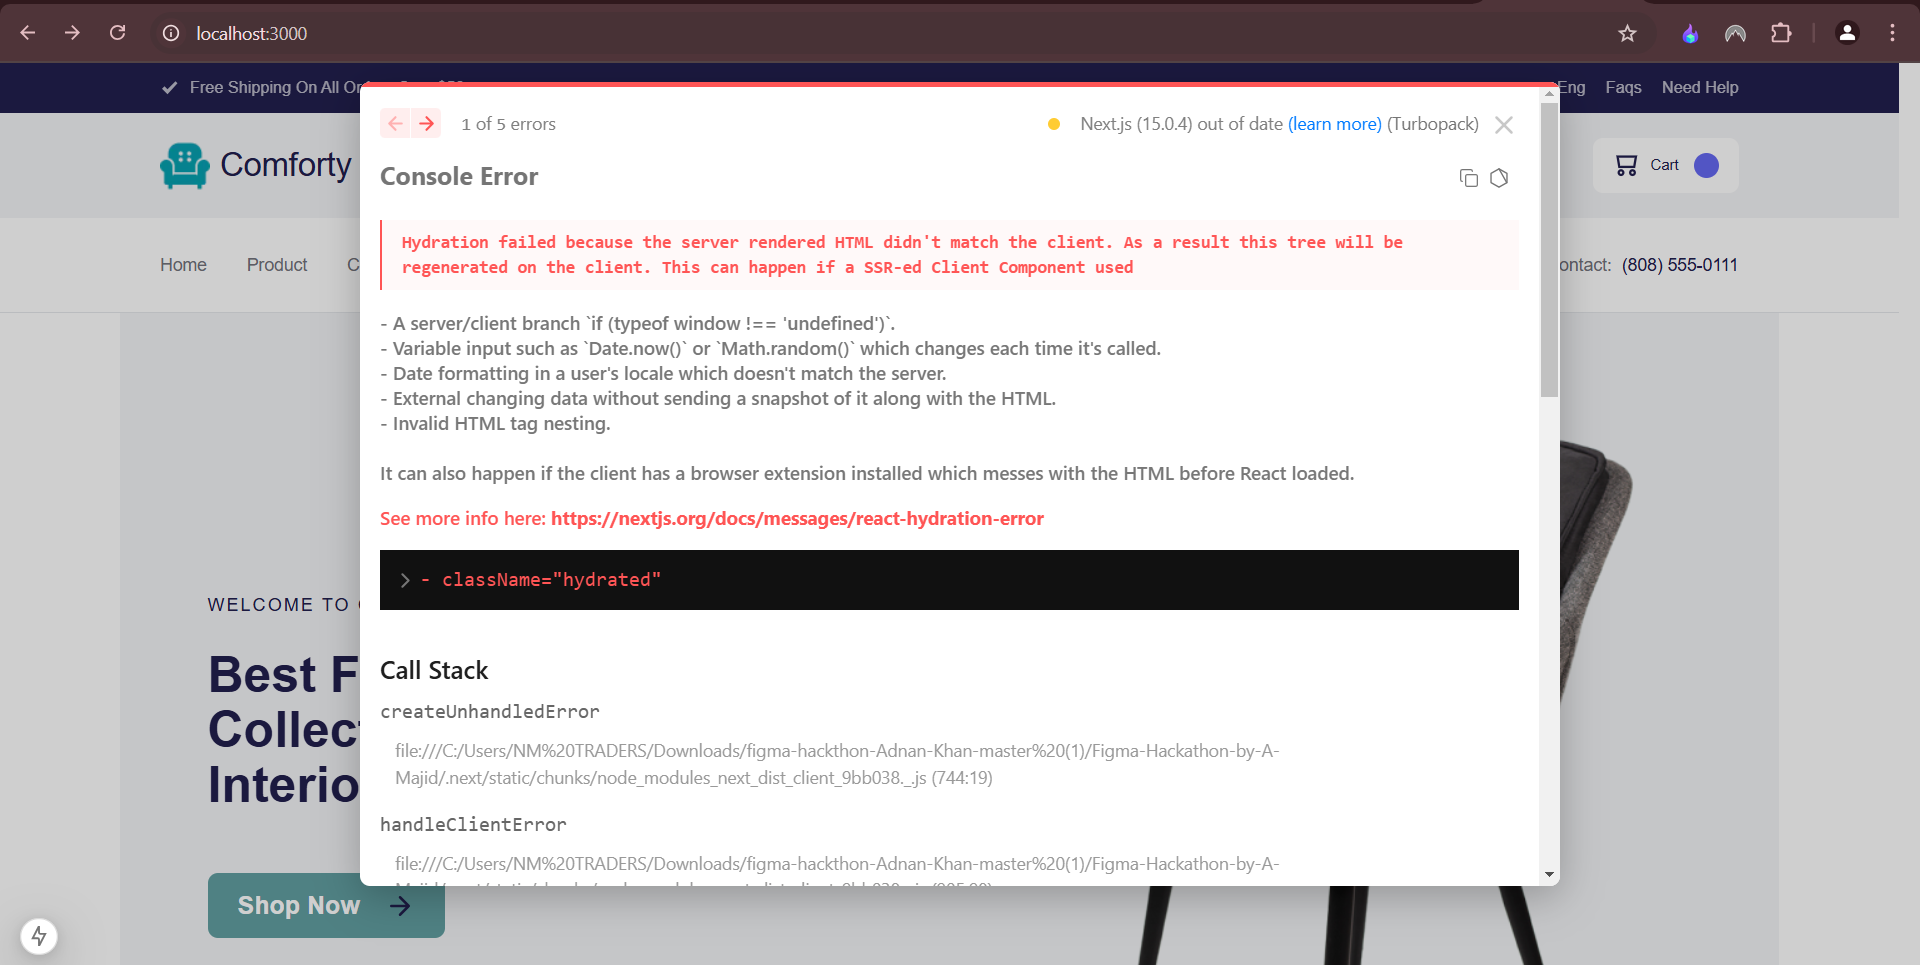 localhost:3000
Free Shipping On All
Eng Faqs Need Help
1 of 5 errors
Next.js (15.0.4) out of date (learn more) (Turbopack)
Comforty
Cart
Console Error
Hydration failed because the server rendered HTML didn't match the client. As a result this tree will be
regenerated on the client. This can happen if a SSR-ed Client Component used
Home Product
ontact: (808) 555-0111
- A server/client branch `if (typeof window !== 'undefined')`.
- Variable input such as `Date.now()` or `Math.random()` which changes each time it's called.
- Date formatting in a user's locale which doesn't match the server.
- External changing data without sending a snapshot of it along with the HTML.
- Invalid HTML tag nesting.
It can also happen if the client has a browser extension installed which messes with the HTML before React loaded.
See more info here: https://nextjs.org/docs/messages/react-hydration-error
- className="hydrated"
WELCOME TO
Best F
Collec
Interio
Call Stack
createUnhandledError
file:///C:/Users/NM%20TRADERS/Downloads/figma-hackthon-Adnan-Khan-master%20(1)/Figma-Hackathon-by-A-
Majid/.next/static/chunks/node_modules_next_dist_client_9bb038._.js (744:19)
handleClientError
file:///C:/Users/NM%20TRADERS/Downloads/figma-hackthon-Adnan-Khan-master%20(1)/Figma-Hackathon-by-A-
Shop Now